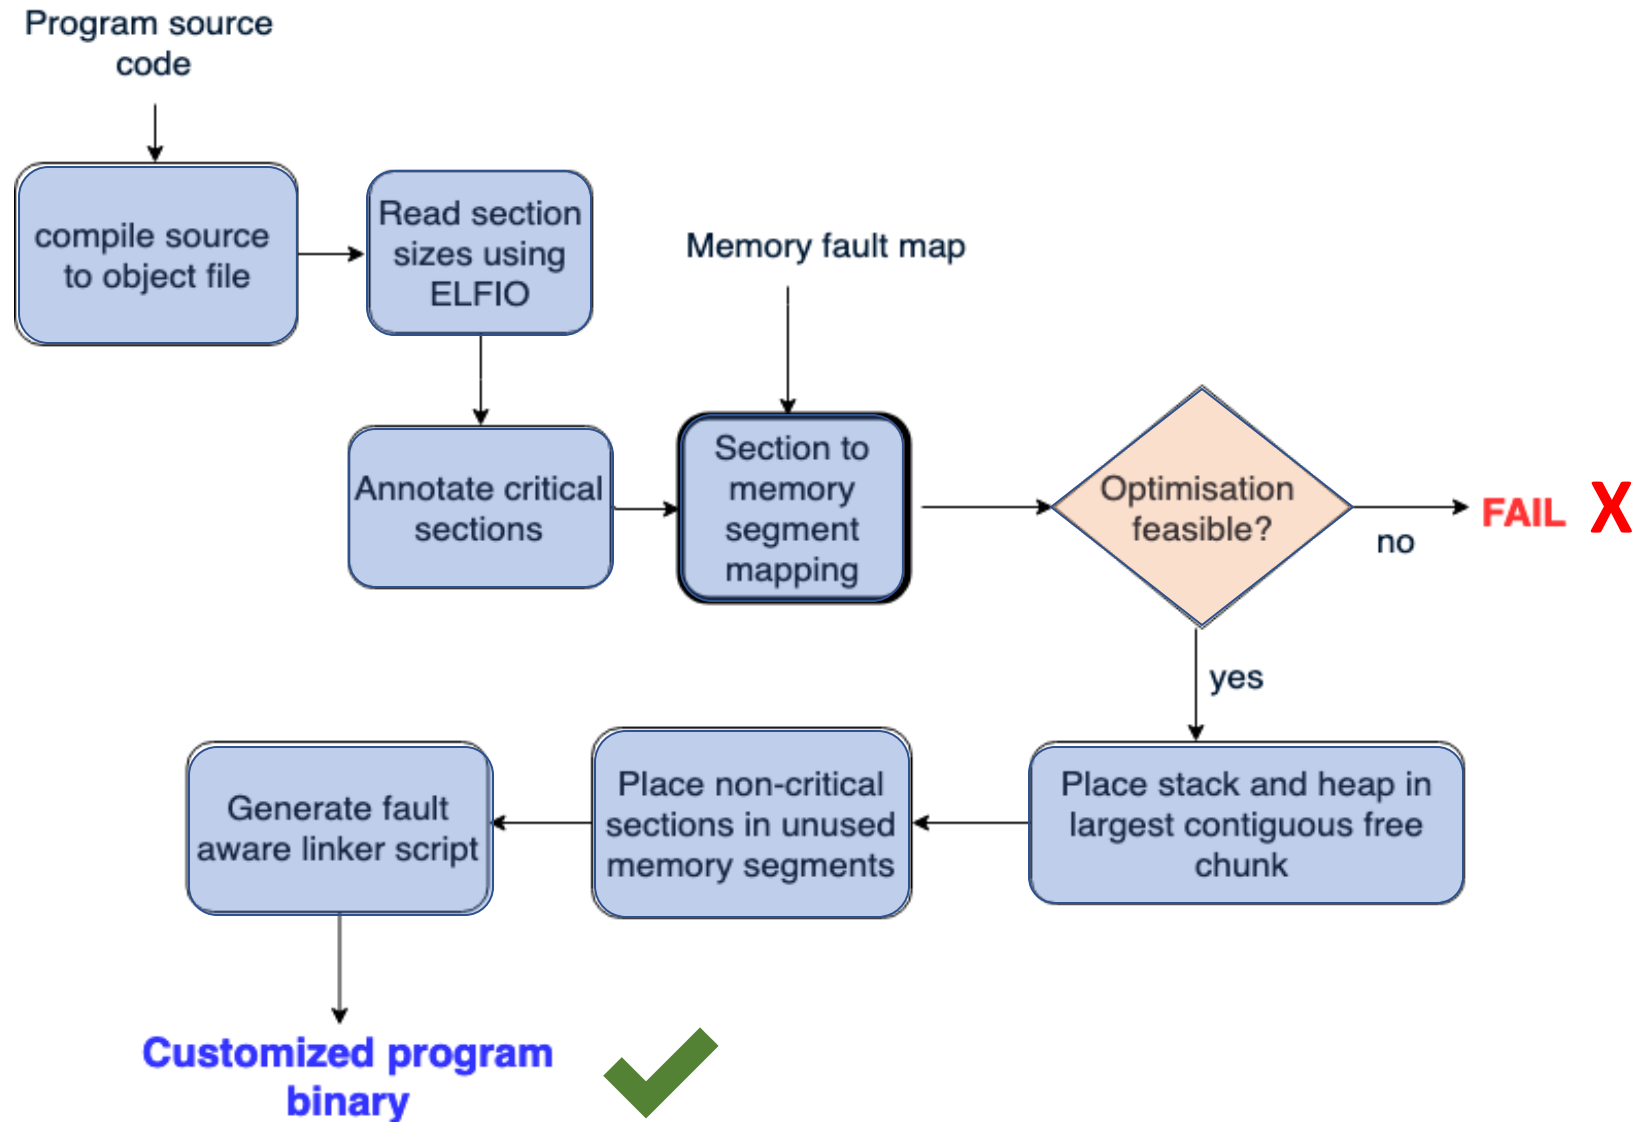 Program source
code
compile source
to object file
Read section
sizes using
ELFIO
Memory fault map
Annotate critical
sections
Section to
memory
segment
mapping
Optimisation
feasible?
no
FAIL X
yes
Place stack and heap in
largest contiguous free
chunk
Place non-critical
sections in unused
memory segments
Generate fault
aware linker script
Customized program
binary